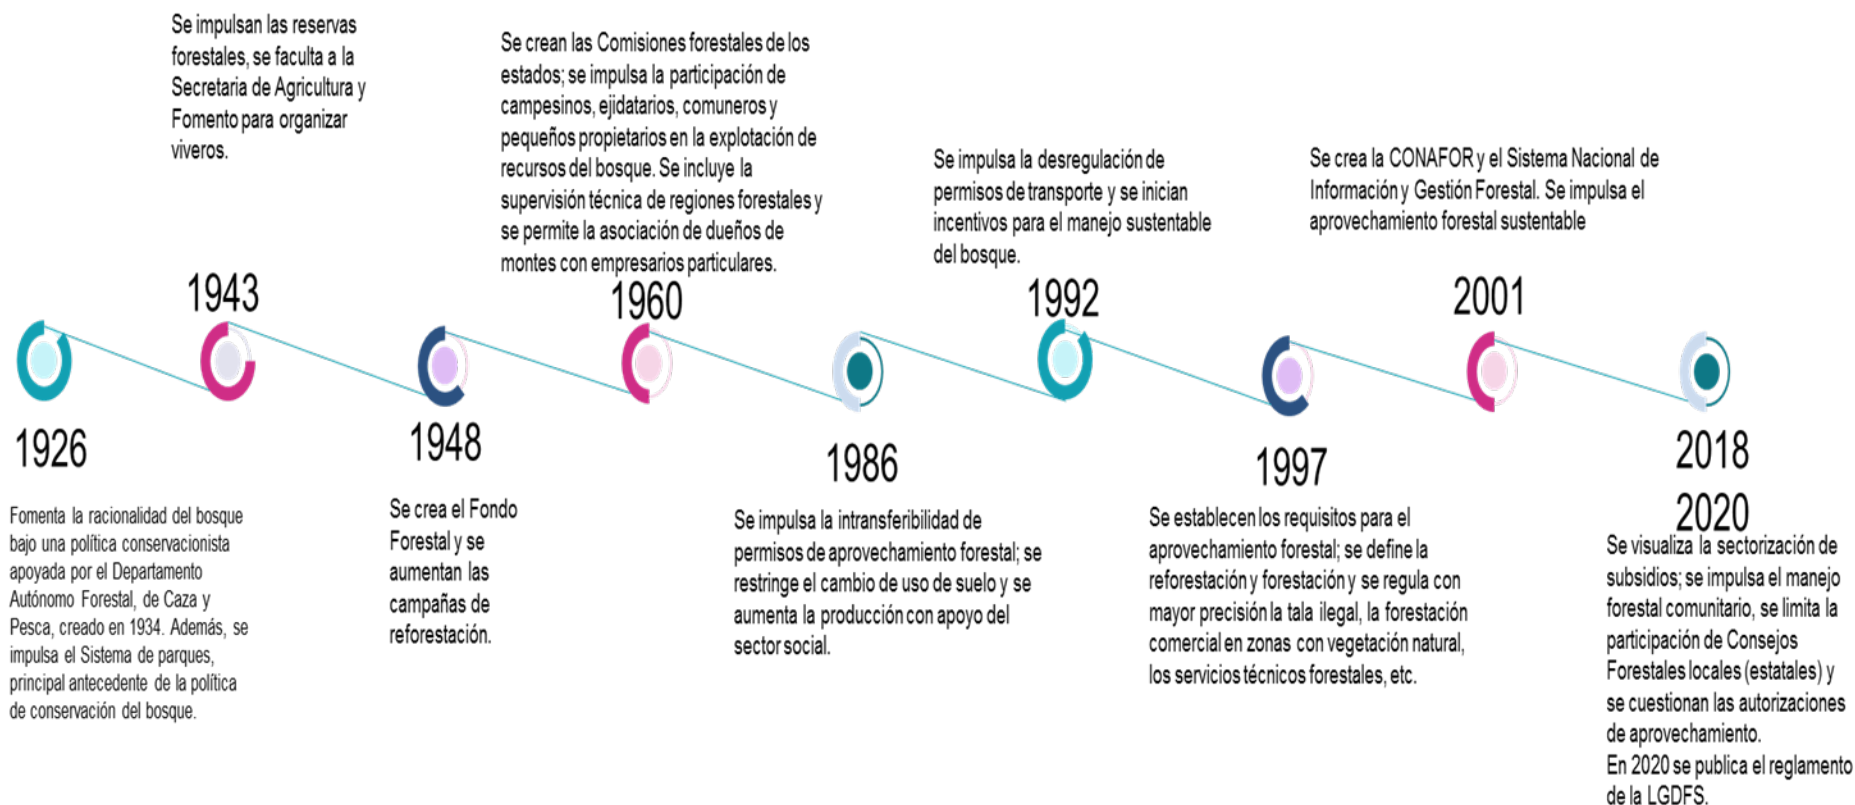 1926
Fomenta la racionalidad del bosque
bajo una política conservacionista
apoyada por el Departamento
Autónomo Forestal, de Caza y
Pesca, creado en 1934. Además, se
impulsa el Sistema de parques,
principal antecedente de la política
de conservación del bosque.
Se impulsan las reservas
forestales, se faculta a la
Secretaria de Agricultura y
Fomento para organizar
viveros.
1943
1948
Se crea el Fondo
Forestal y se
aumentan las
campañas de
reforestación.
Se crean las Comisiones forestales de los
estados; se impulsa la participación de
campesinos, ejidatarios, comuneros y
pequeños propietarios en la explotación de
recursos del bosque. Se incluye la
supervisión técnica de regiones forestales y
se permite la asociación de dueños de
montes con empresarios particulares.
1960
1986
Se impulsa la intransferibilidad de
permisos de aprovechamiento forestal; se
restringe el cambio de uso de suelo y se
aumenta la producción con apoyo del
sector social.
Se impulsa la desregulación de
permisos de transporte y se inician
incentivos para el manejo sustentable
del bosque.
1992
1997
Se establecen los requisitos para el
aprovechamiento forestal; se define la
reforestación y forestación y se regula con
mayor precisión la tala ilegal, la forestación
comercial en zonas con vegetación natural,
los servicios técnicos forestales, etc.
Se crea la CONAFOR y el Sistema Nacional de
Información y Gestión Forestal. Se impulsa el
aprovechamiento forestal sustentable
2001
2018
2020
Se visualiza la sectorización de
subsidios; se impulsa el manejo
forestal comunitario, se limita la
participación de Consejos
Forestales locales (estatales) y
se cuestionan las autorizaciones
de aprovechamiento.
En 2020 se publica el reglamento
de la LGDFS.